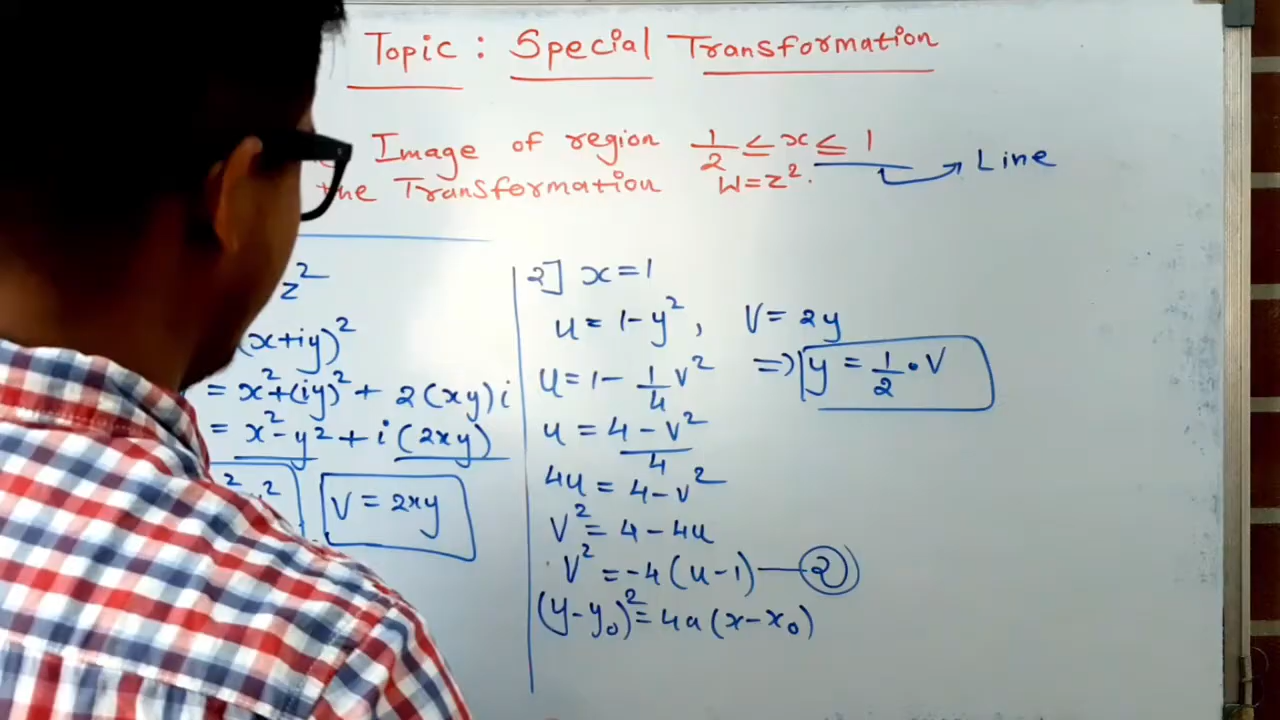 Topic : Special Transformation
Image of region 1/2 ≤ x ≤ 1
the Transformation W=z². → Line
z²
(x+iy)²
= x²+(iy)² + 2(xy)i
= x²-y² + i(2xy)
V = 2xy
2] x=1
u = 1-y², V = 2y
u = 1 - 1/4 v² ⇒ y = 1/2 · V
u = 4-v²/4
4u = 4-v²
V² = 4-4u
V² = -4(u-1) — 2
(y-y₀)² = 4a(x-x₀)